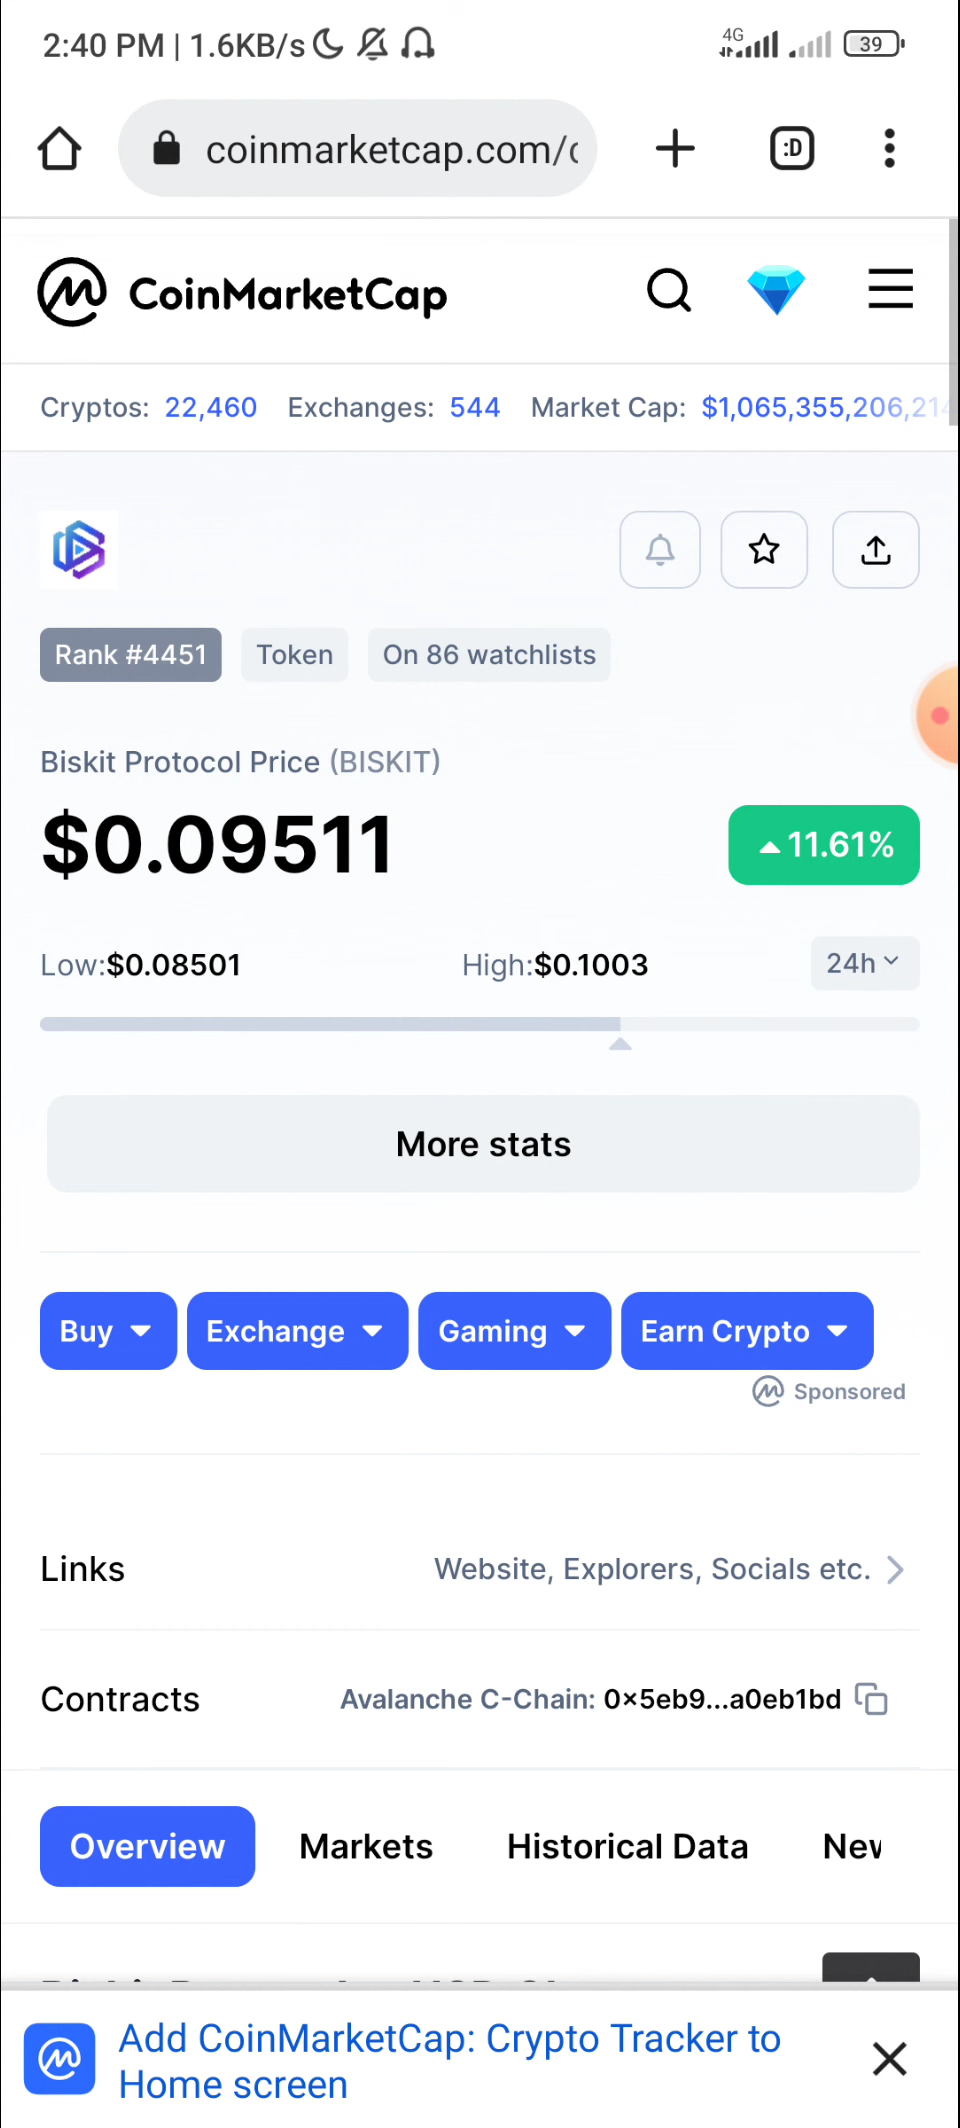 2:40 PM | 1.6KB/s 4G 39
coinmarketcap.com/c :D
CoinMarketCap
Cryptos: 22,460 Exchanges: 544 Market Cap: $1,065,355,206,214
Rank #4451 Token On 86 watchlists
Biskit Protocol Price (BISKIT)
$0.09511 11.61%
Low:$0.08501 High:$0.1003 24h
More stats
Buy Exchange Gaming Earn Crypto
Sponsored
Links Website, Explorers, Socials etc.
Contracts Avalanche C-Chain: 0x5eb9...a0eb1bd
Overview Markets Historical Data New
Add CoinMarketCap: Crypto Tracker to
Home screen